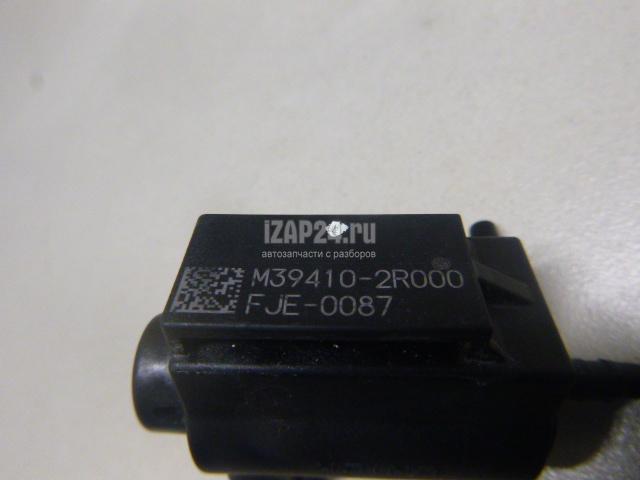 iZAP24.ru
автозапчасти с разборов
M39410-2R000
FJE-0087